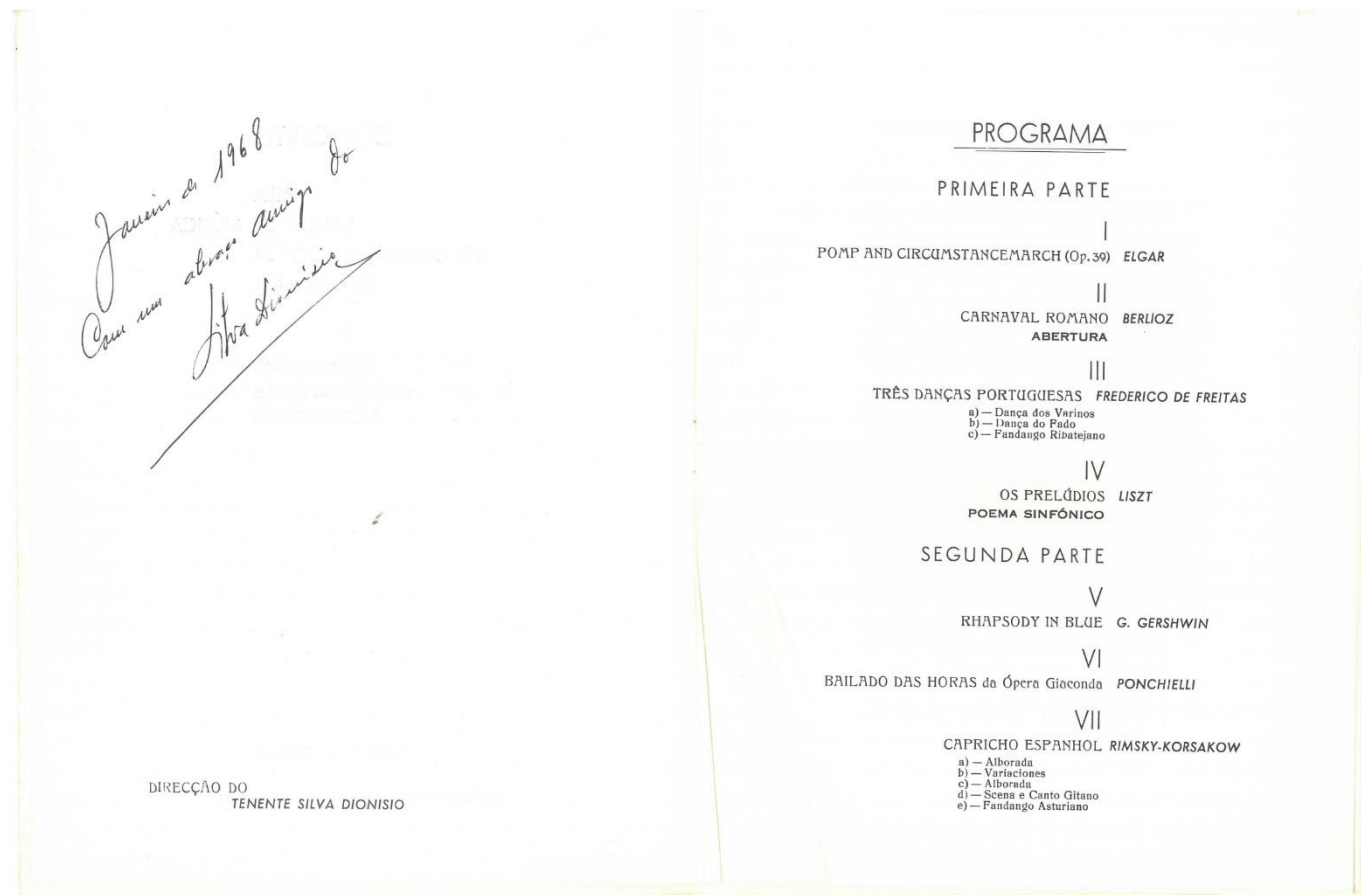 Janeiro de 1968
Com um abraço amigo do
Silva Dionísio
DIRECÇÃO DO
TENENTE SILVA DIONISIO
PROGRAMA
PRIMEIRA PARTE
I
POMP AND CIRCUMSTANCEMARCH (Op. 39) ELGAR
II
CARNAVAL ROMANO BERLIOZ
ABERTURA
III
TRÊS DANÇAS PORTUGUESAS FREDERICO DE FREITAS
a) — Dança dos Varinos
b) — Dança do Fado
c) — Fandango Ribatejano
IV
OS PRELÚDIOS LISZT
POEMA SINFÓNICO
SEGUNDA PARTE
V
RHAPSODY IN BLUE G. GERSHWIN
VI
BAILADO DAS HORAS da Ópera Giaconda PONCHIELLI
VII
CAPRICHO ESPANHOL RIMSKY-KORSAKOW
a) — Alborada
b) — Variaciones
c) — Alborada
d) — Scena e Canto Gitano
e) — Fandango Asturiano